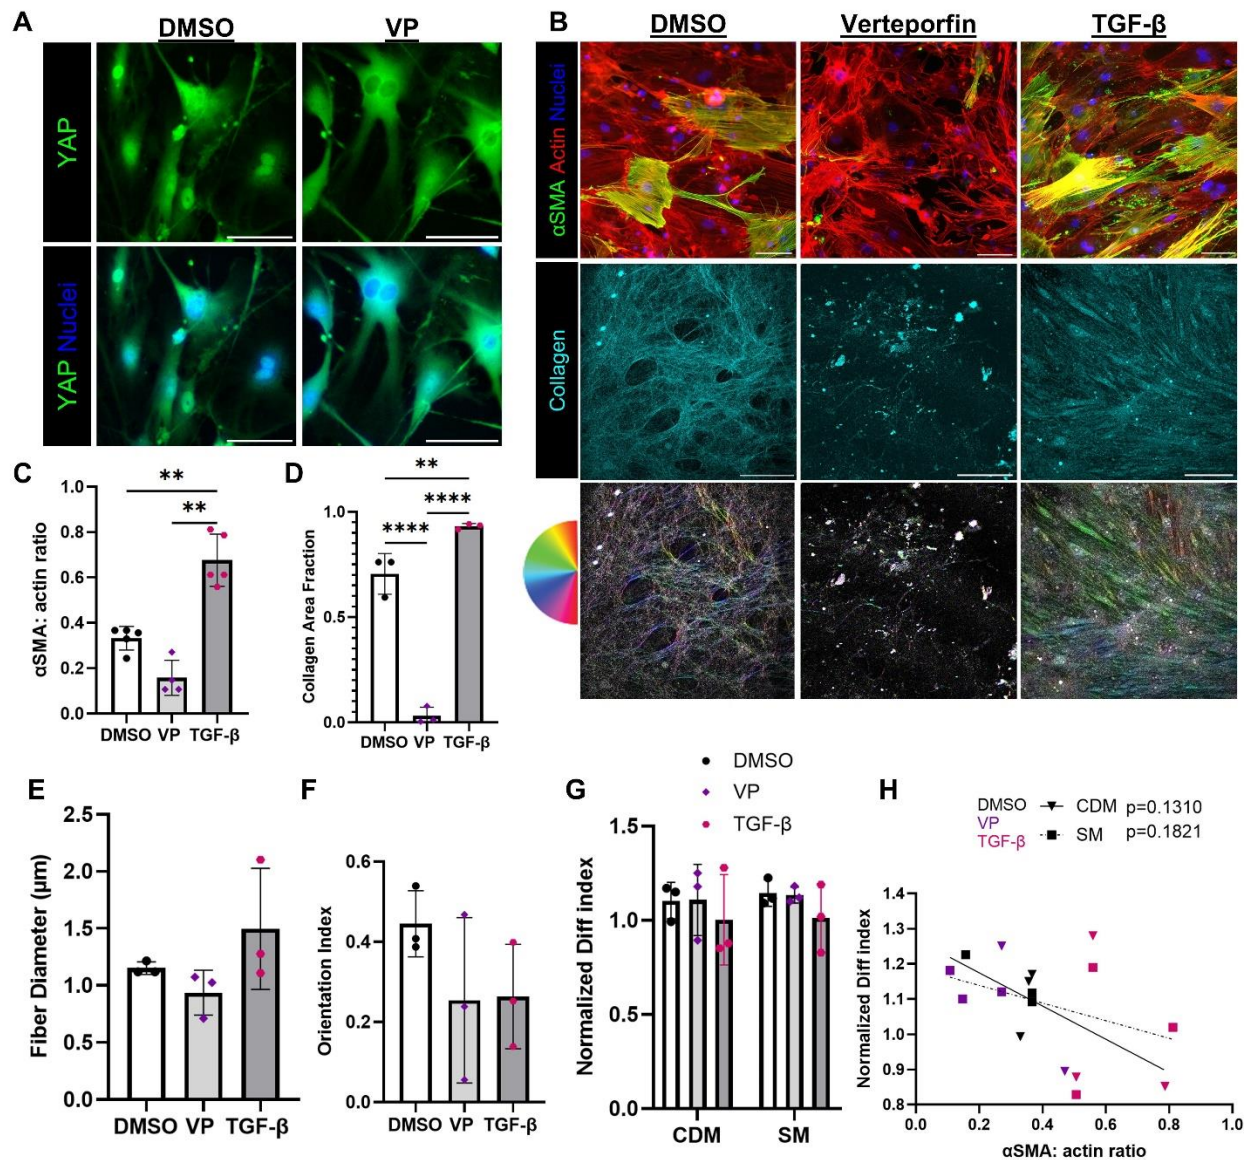 A
DMSO
VP
YAP
YAP Nuclei
B
DMSO
Verteporfin
TGF-β
αSMA Actin Nuclei
Collagen
C
αSMA: actin ratio
1.0
0.8
0.6
0.4
0.2
0.0
**
**
DMSO VP TGF-β
D
Collagen Area Fraction
1.0
0.5
0.0
**
****
****
DMSO VP TGF-β
E
Fiber Diameter (µm)
2.5
2.0
1.5
1.0
0.5
0.0
DMSO VP TGF-β
F
Orientation Index
0.6
0.4
0.2
0.0
DMSO VP TGF-β
G
DMSO
VP
TGF-β
Normalized Diff index
1.5
1.0
0.5
0.0
CDM SM
H
DMSO
VP
TGF-β
CDM p=0.1310
SM p=0.1821
Normalized Diff index
1.4
1.3
1.2
1.1
1.0
0.9
0.8
0.0 0.2 0.4 0.6 0.8 1.0
αSMA: actin ratio